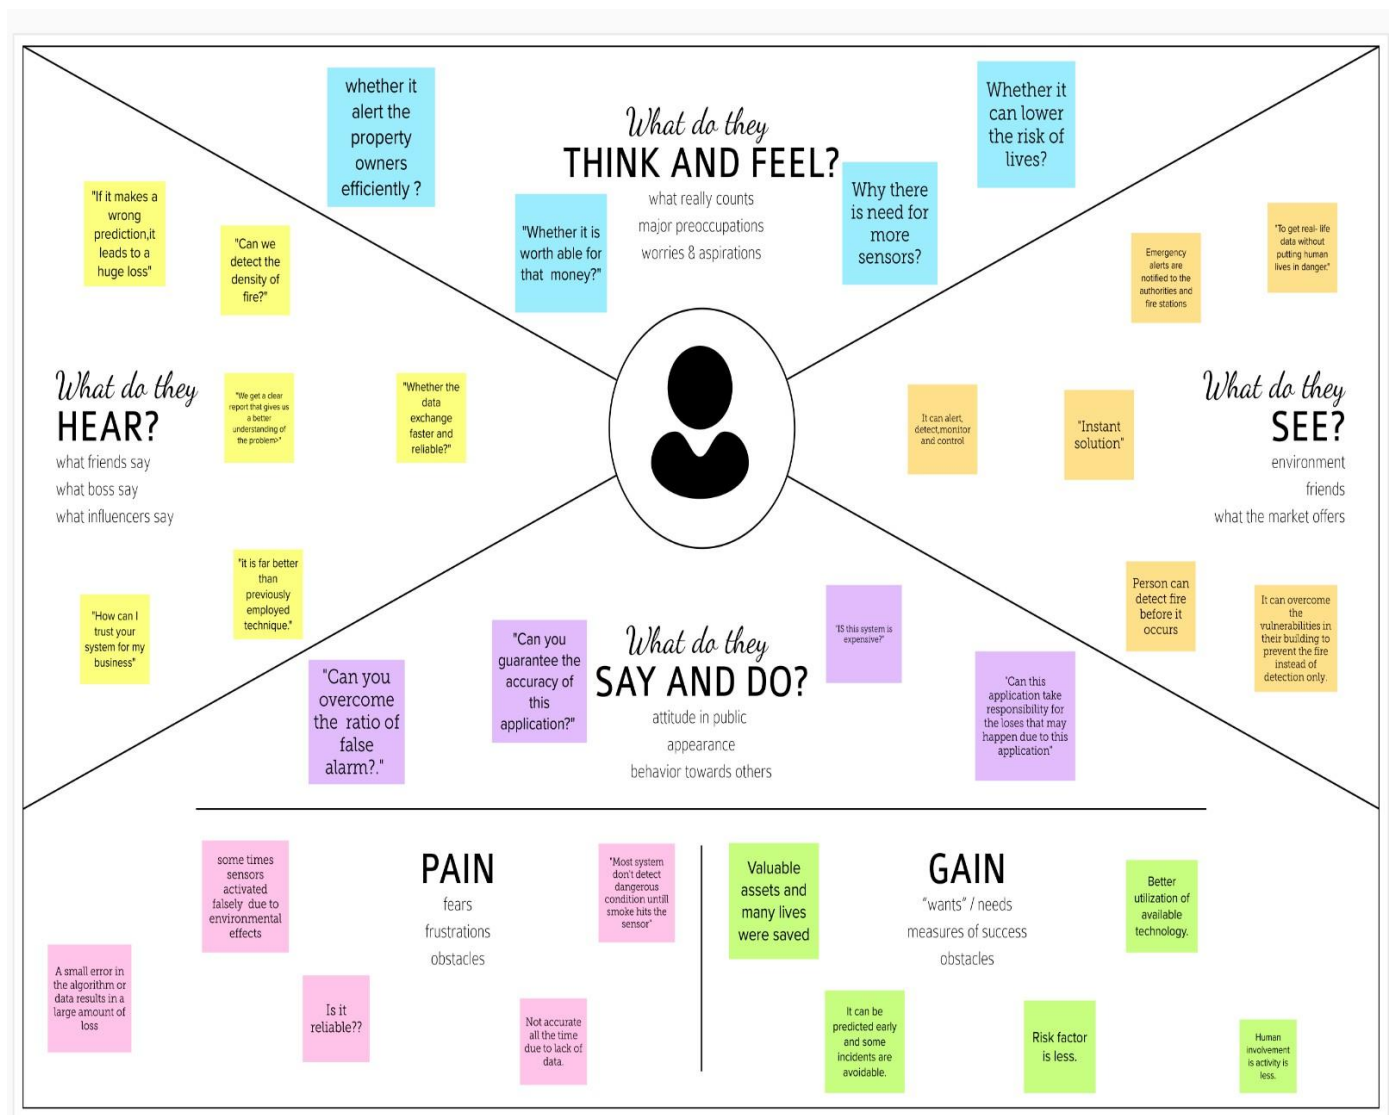 whether it
alert the
property
owners
efficiently ?
What do they
THINK AND FEEL?
what really counts
major preoccupations
worries & aspirations
"Whether it is
worth able for
that money?"
Why there
is need for
more
sensors?
Whether it
can lower
the risk of
lives?
"If it makes a
wrong
prediction,it
leads to a
huge loss"
"Can we
detect the
density of
fire?"
What do they
HEAR?
what friends say
what boss say
what influencers say
"We get a clear
report that gives us
a better
understanding of
the problem>"
"Whether the
data
exchange
faster and
reliable?"
"How can I
trust your
system for my
business"
"it is far better
than
previously
employed
technique."
Emergency
alerts are
notified to the
authorities and
fire stations
"To get real- life
data without
putting human
lives in danger."
It can alert,
detect,monitor
and control
"Instant
solution"
What do they
SEE?
environment
friends
what the market offers
Person can
detect fire
before it
occurs
It can overcome
the
vulnerabilities in
their building to
prevent the fire
instead of
detection only.
"Can you
overcome
the ratio of
false
alarm?."
"Can you
guarantee the
accuracy of
this
application?"
What do they
SAY AND DO?
attitude in public
appearance
behavior towards others
"IS this system is
expensive?"
"Can this
application take
responsibility for
the loses that may
happen due to this
application"
some times
sensors
activated
falsely due to
environmental
effects
PAIN
fears
frustrations
obstacles
"Most system
don't detect
dangerous
condition untill
smoke hits the
sensor"
A small error in
the algorithm or
data results in a
large amount of
loss
Is it
reliable??
Not accurate
all the time
due to lack of
data.
Valuable
assets and
many lives
were saved
GAIN
"wants" / needs
measures of success
obstacles
Better
utilization of
available
technology.
It can be
predicted early
and some
incidents are
avoidable.
Risk factor
is less.
Human
involvement
is activity is
less.